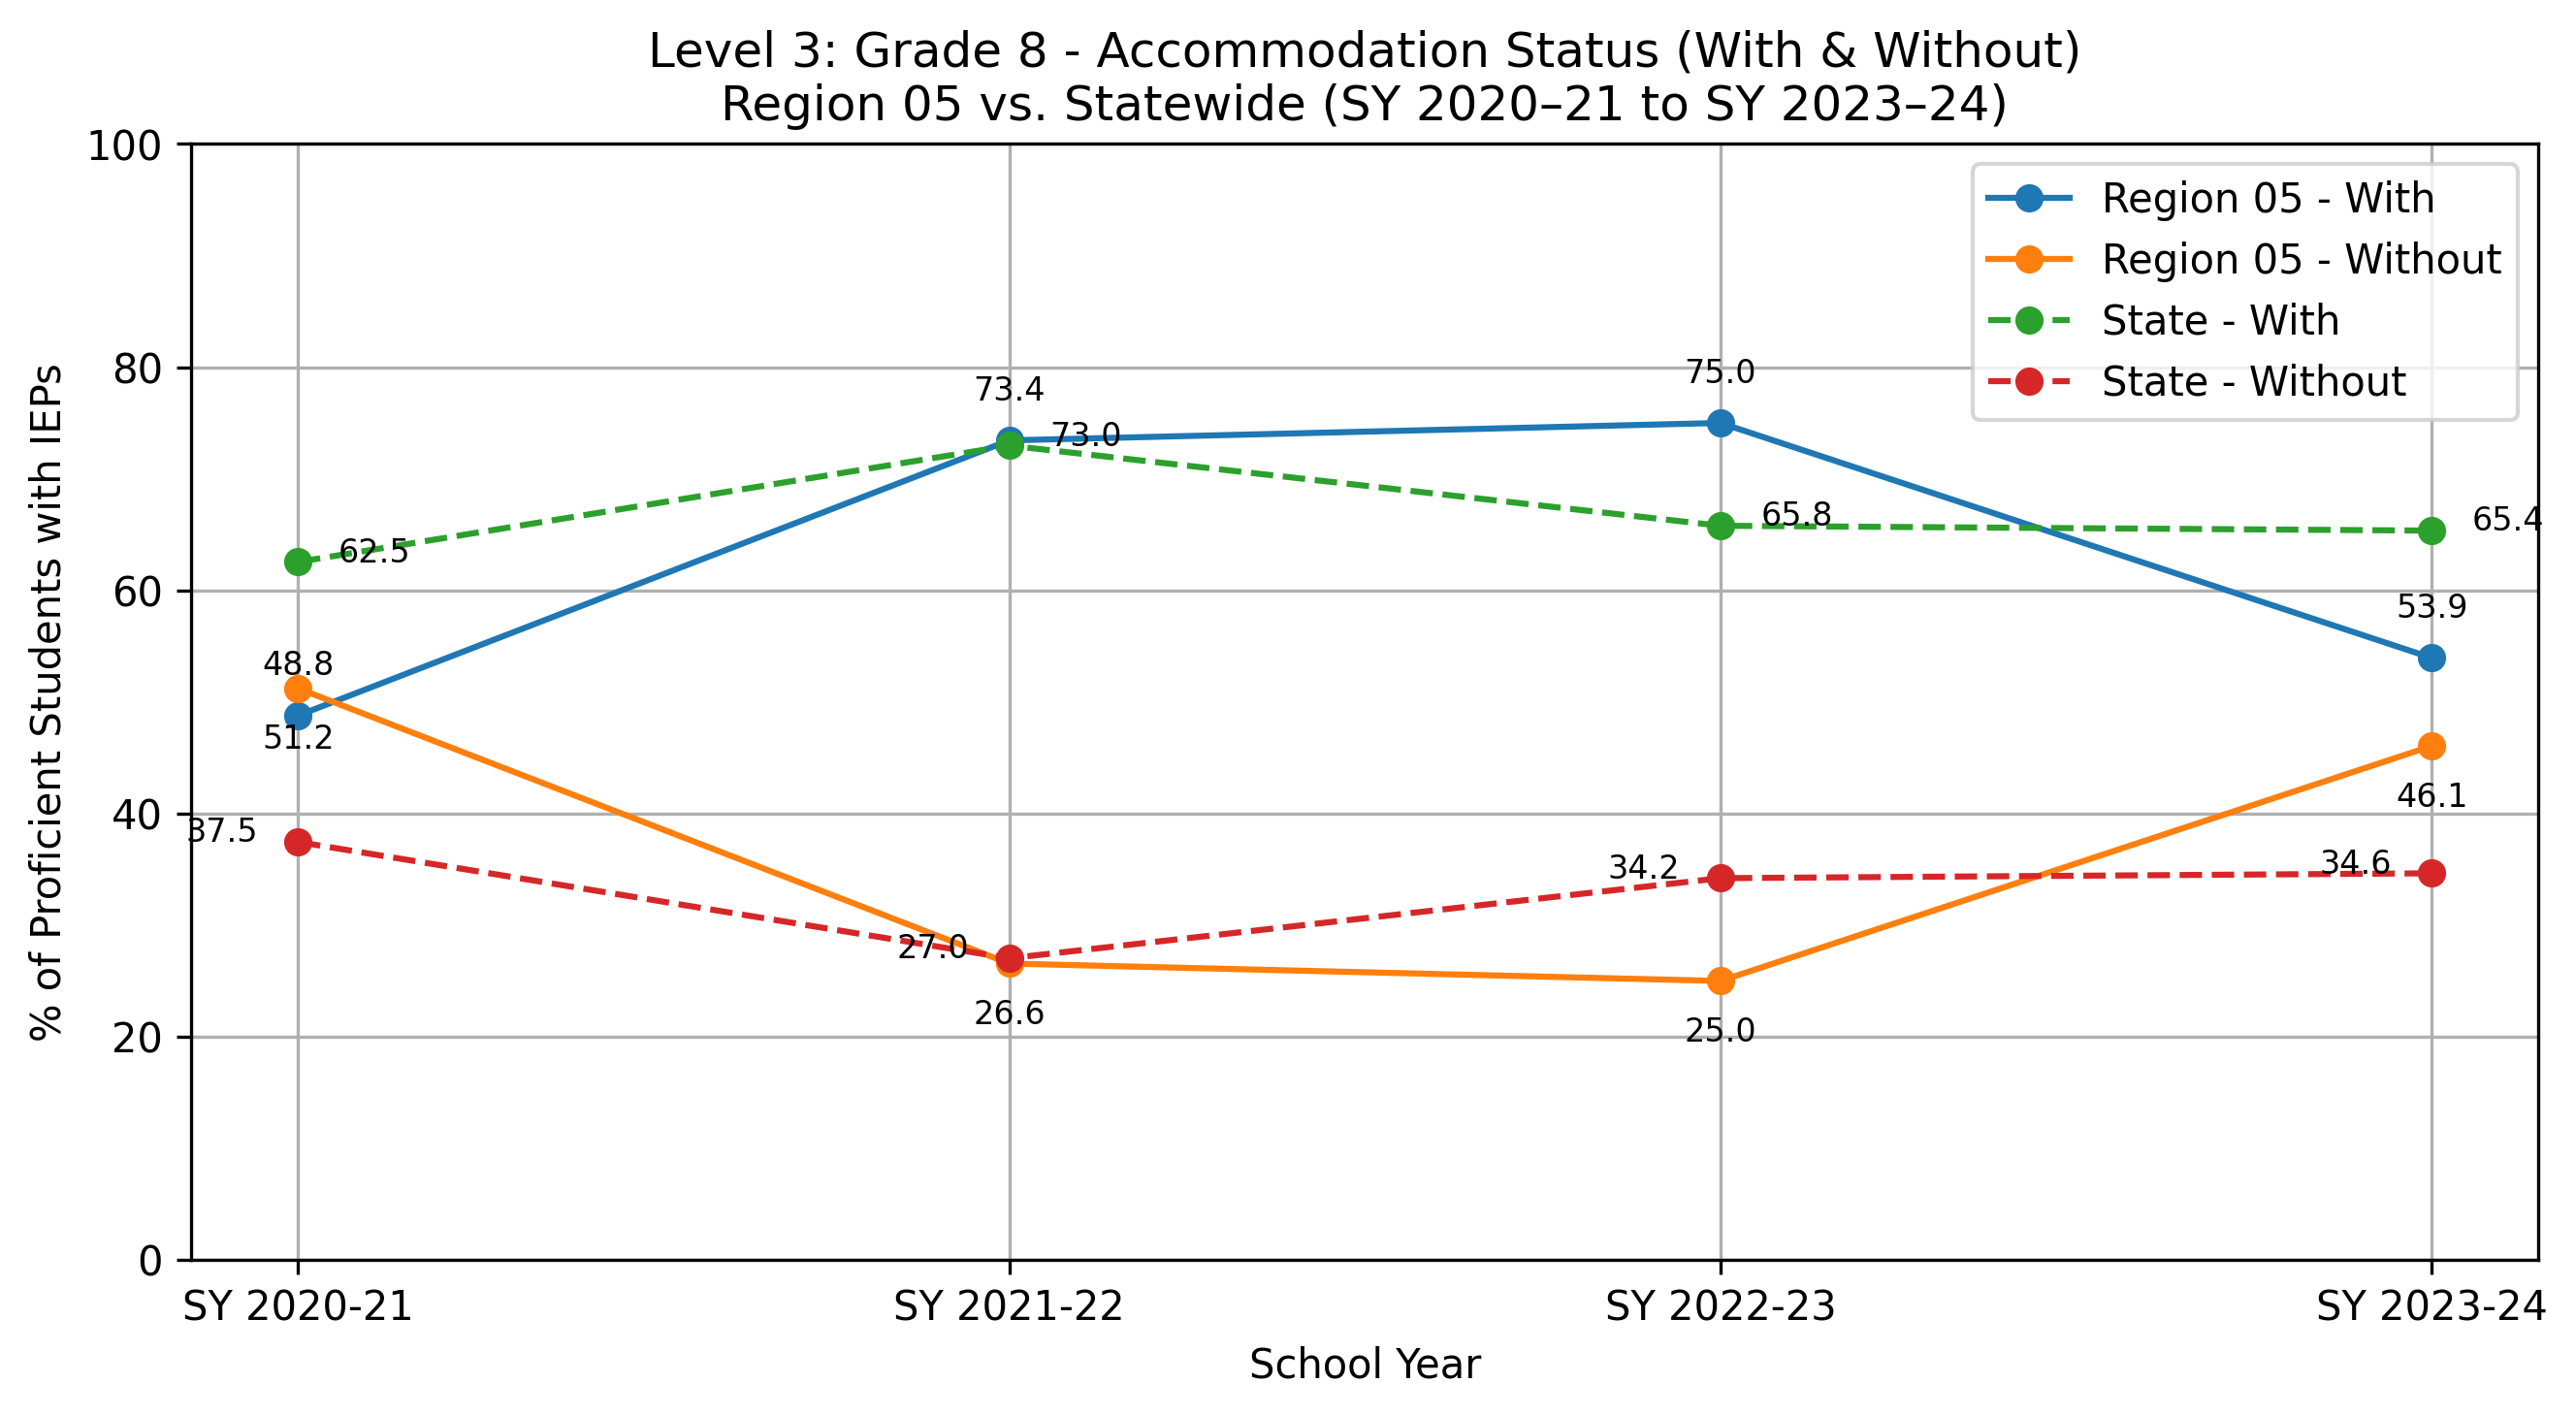 Level 3: Grade 8 - Accommodation Status (With & Without)
Region 05 vs. Statewide (SY 2020–21 to SY 2023–24)
% of Proficient Students with IEPs
100
80
60
40
20
0
Region 05 - With
Region 05 - Without
State - With
State - Without
73.4
75.0
73.0
65.8
65.4
62.5
53.9
48.8
51.2
46.1
37.5
34.2
34.6
27.0
26.6
25.0
SY 2020-21
SY 2021-22
SY 2022-23
SY 2023-24
School Year